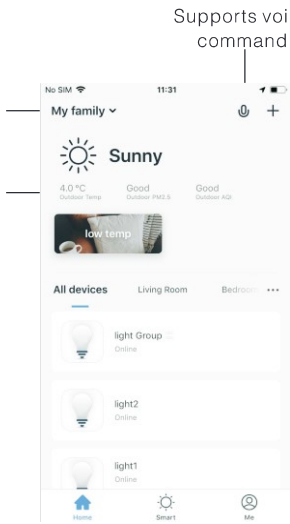 Supports voi
command
No SIM 11:31
My family
Sunny
4.0 °C Good Good
Outdoor Temp Outdoor PM2.5 Outdoor AQI
low temp
All devices Living Room Bedroom
light Group
Online
light2
Online
light1
Online
Home Smart Me